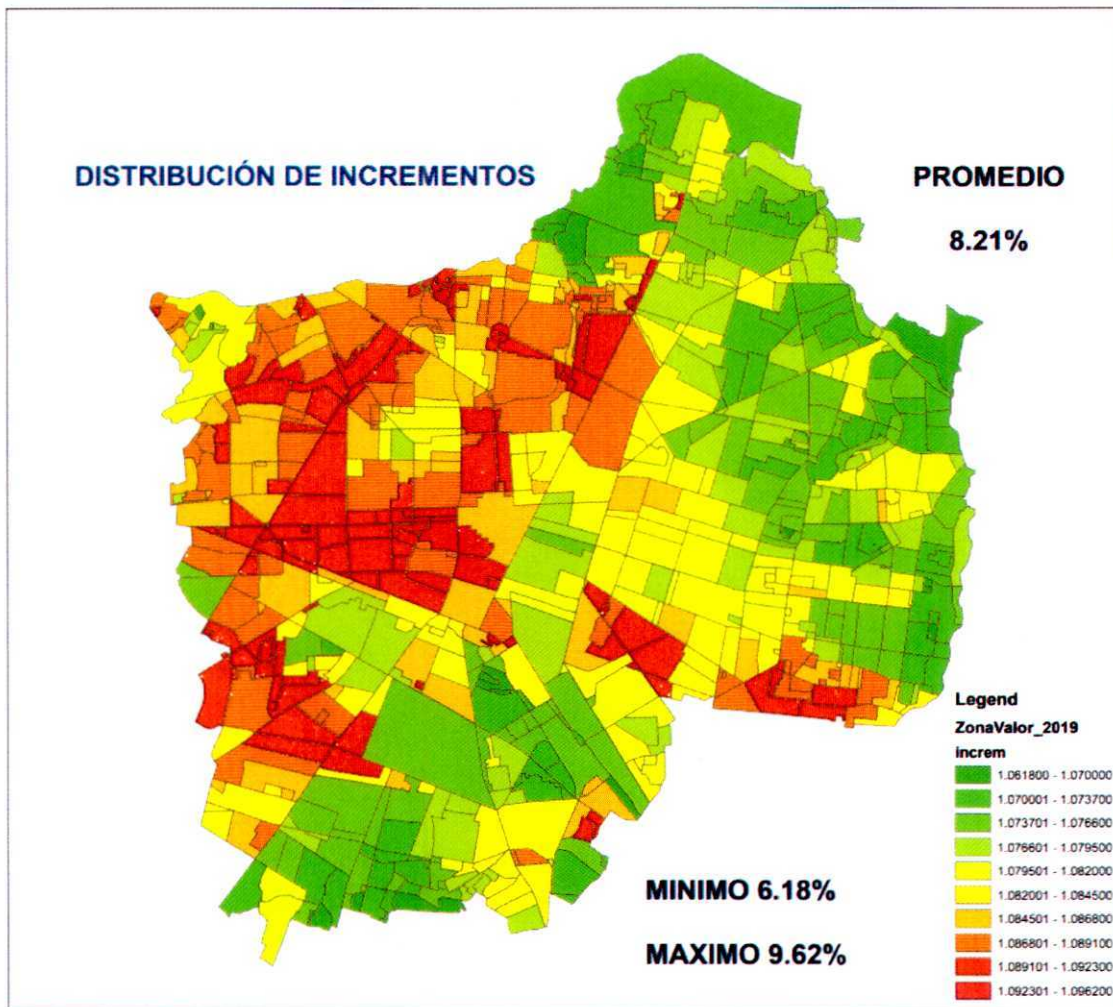 DISTRIBUCIÓN DE INCREMENTOS
PROMEDIO
8.21%
MINIMO 6.18%
MAXIMO 9.62%
Legend
ZonaValor_2019
increm
1.061800 - 1.070000
1.070001 - 1.073700
1.073701 - 1.076600
1.076601 - 1.079500
1.079501 - 1.082000
1.082001 - 1.084500
1.084501 - 1.086800
1.086801 - 1.089100
1.089101 - 1.092300
1.092301 - 1.096200